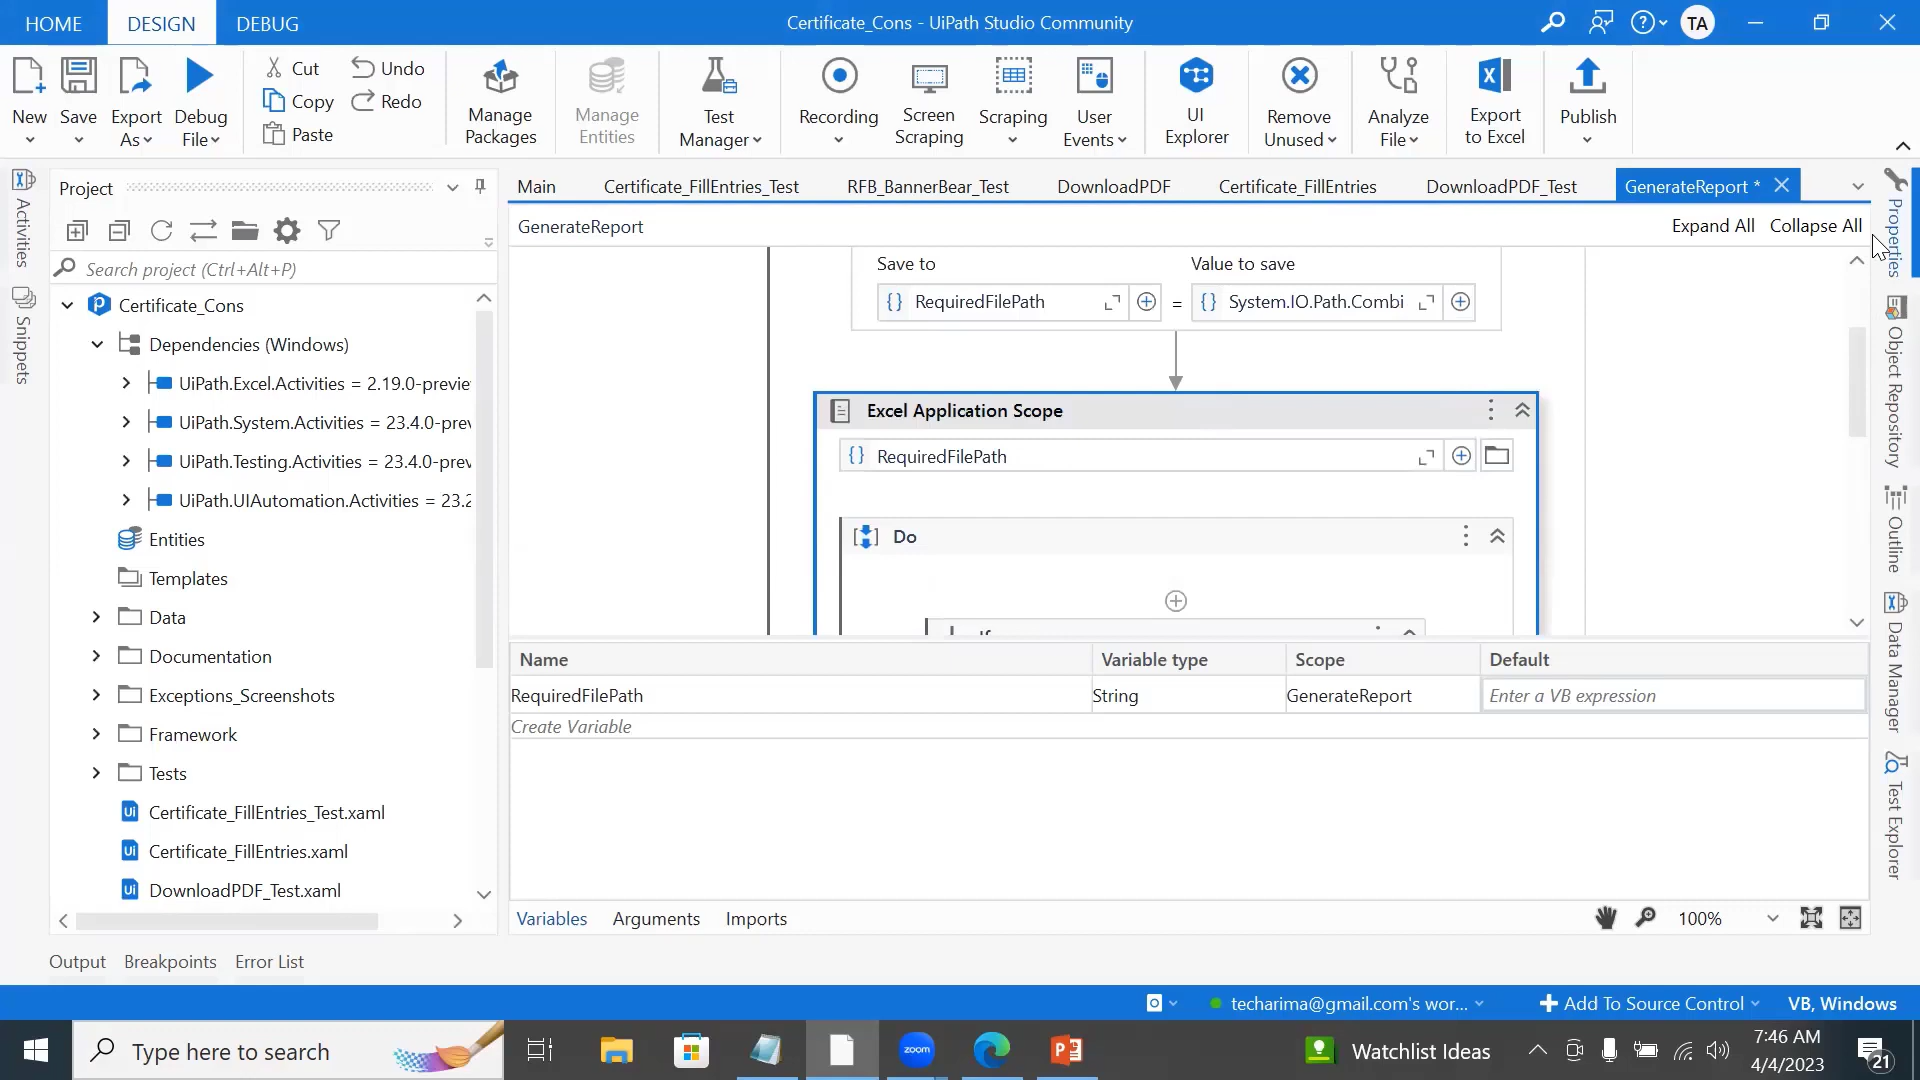 HOME
DESIGN
DEBUG
Certificate_Cons - UiPath Studio Community
TA
New
Save
Export As
Debug File
Cut
Copy
Paste
Undo
Redo
Manage Packages
Manage Entities
Test Manager
Recording
Screen Scraping
Scraping
User Events
UI Explorer
Remove Unused
Analyze File
Export to Excel
Publish
Activities
Snippets
Project
Search project (Ctrl+Alt+P)
Certificate_Cons
Dependencies (Windows)
UiPath.Excel.Activities = 2.19.0-previe
UiPath.System.Activities = 23.4.0-prev
UiPath.Testing.Activities = 23.4.0-prev
UiPath.UIAutomation.Activities = 23.2
Entities
Templates
Data
Documentation
Exceptions_Screenshots
Framework
Tests
Certificate_FillEntries_Test.xaml
Certificate_FillEntries.xaml
DownloadPDF_Test.xaml
Main
Certificate_FillEntries_Test
RFB_BannerBear_Test
DownloadPDF
Certificate_FillEntries
DownloadPDF_Test
GenerateReport *
GenerateReport
Expand All
Collapse All
Save to
Value to save
RequiredFilePath
=
System.IO.Path.Combi
Excel Application Scope
RequiredFilePath
Do
If
Name
Variable type
Scope
Default
RequiredFilePath
String
GenerateReport
Enter a VB expression
Create Variable
Variables
Arguments
Imports
100%
Properties
Object Repository
Outline
Data Manager
Test Explorer
Output
Breakpoints
Error List
techarima@gmail.com's wor...
Add To Source Control
VB, Windows
Type here to search
zoom
Watchlist Ideas
7:46 AM
4/4/2023
21